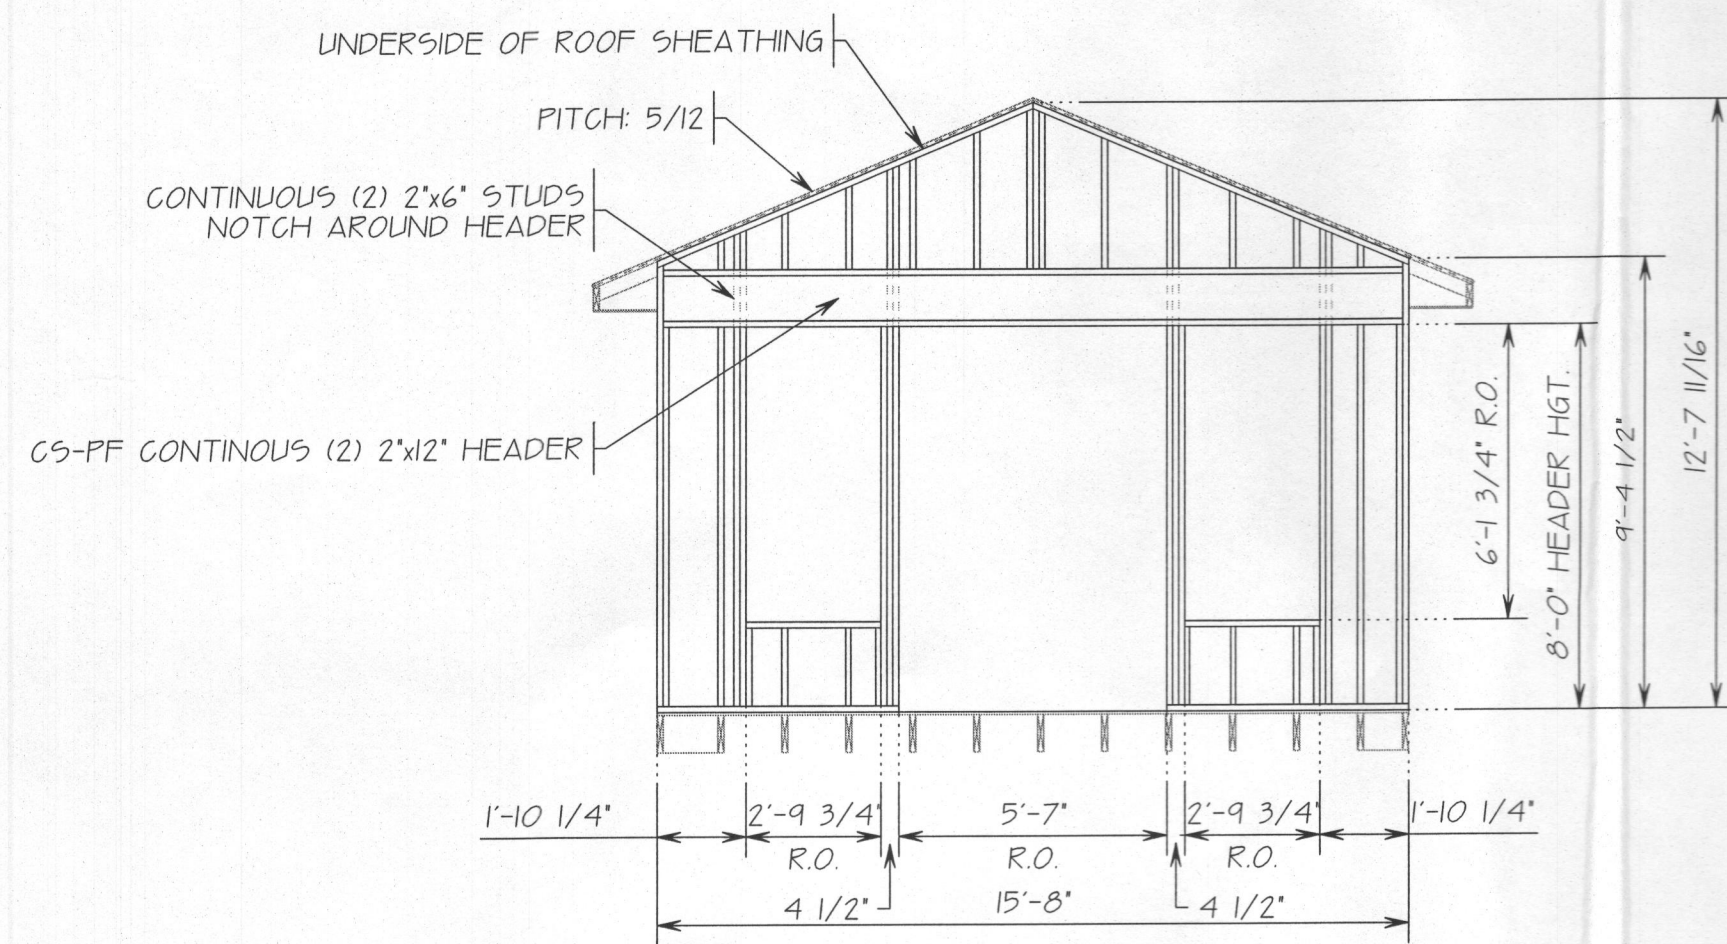 UNDERSIDE OF ROOF SHEATHING
PITCH: 5/12
CONTINUOUS (2) 2"x6" STUDS
NOTCH AROUND HEADER
CS-PF CONTINOUS (2) 2"x12" HEADER
6'-1 3/4" R.O.
8'-0" HEADER HGT.
9'-4 1/2"
12'-7 11/16"
1'-10 1/4"
2'-9 3/4"
R.O.
5'-7"
R.O.
2'-9 3/4"
R.O.
1'-10 1/4"
4 1/2"
15'-8"
4 1/2"